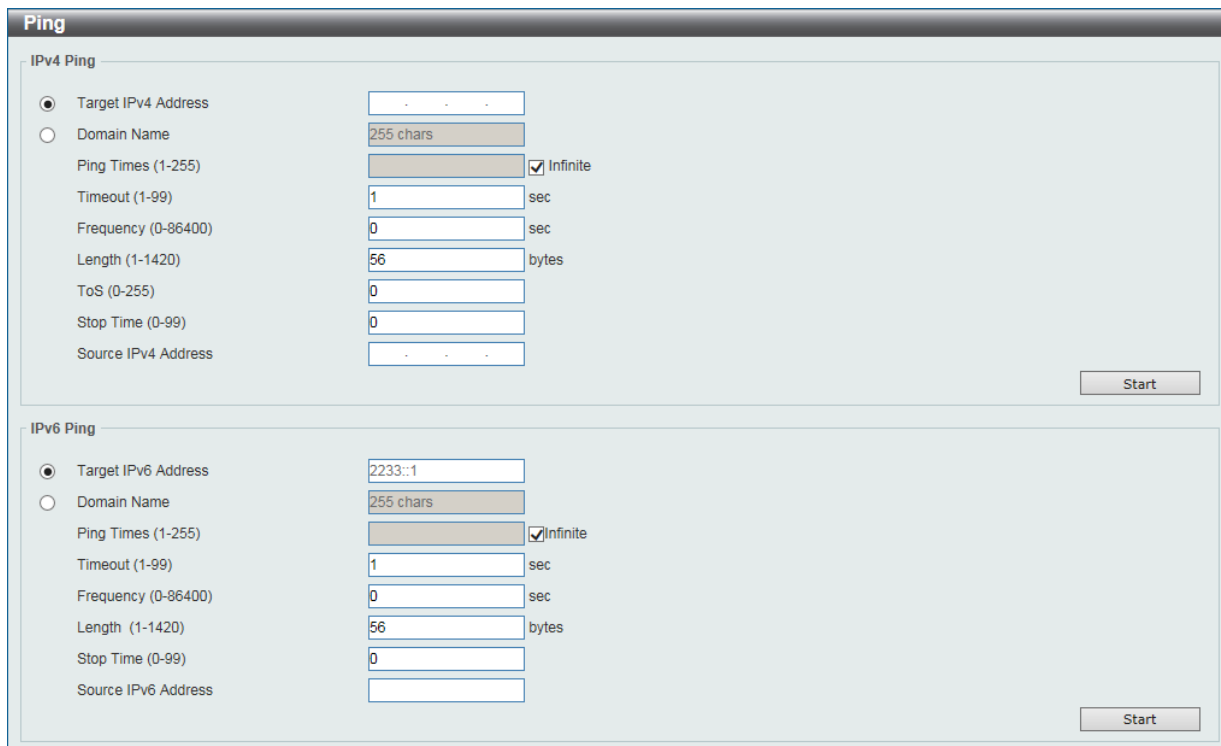 Ping
IPv4 Ping
Target IPv4 Address . . .
Domain Name 255 chars
Ping Times (1-255) Infinite
Timeout (1-99) 1 sec
Frequency (0-86400) 0 sec
Length (1-1420) 56 bytes
ToS (0-255) 0
Stop Time (0-99) 0
Source IPv4 Address . . .
Start
IPv6 Ping
Target IPv6 Address 2233::1
Domain Name 255 chars
Ping Times (1-255) Infinite
Timeout (1-99) 1 sec
Frequency (0-86400) 0 sec
Length (1-1420) 56 bytes
Stop Time (0-99) 0
Source IPv6 Address
Start